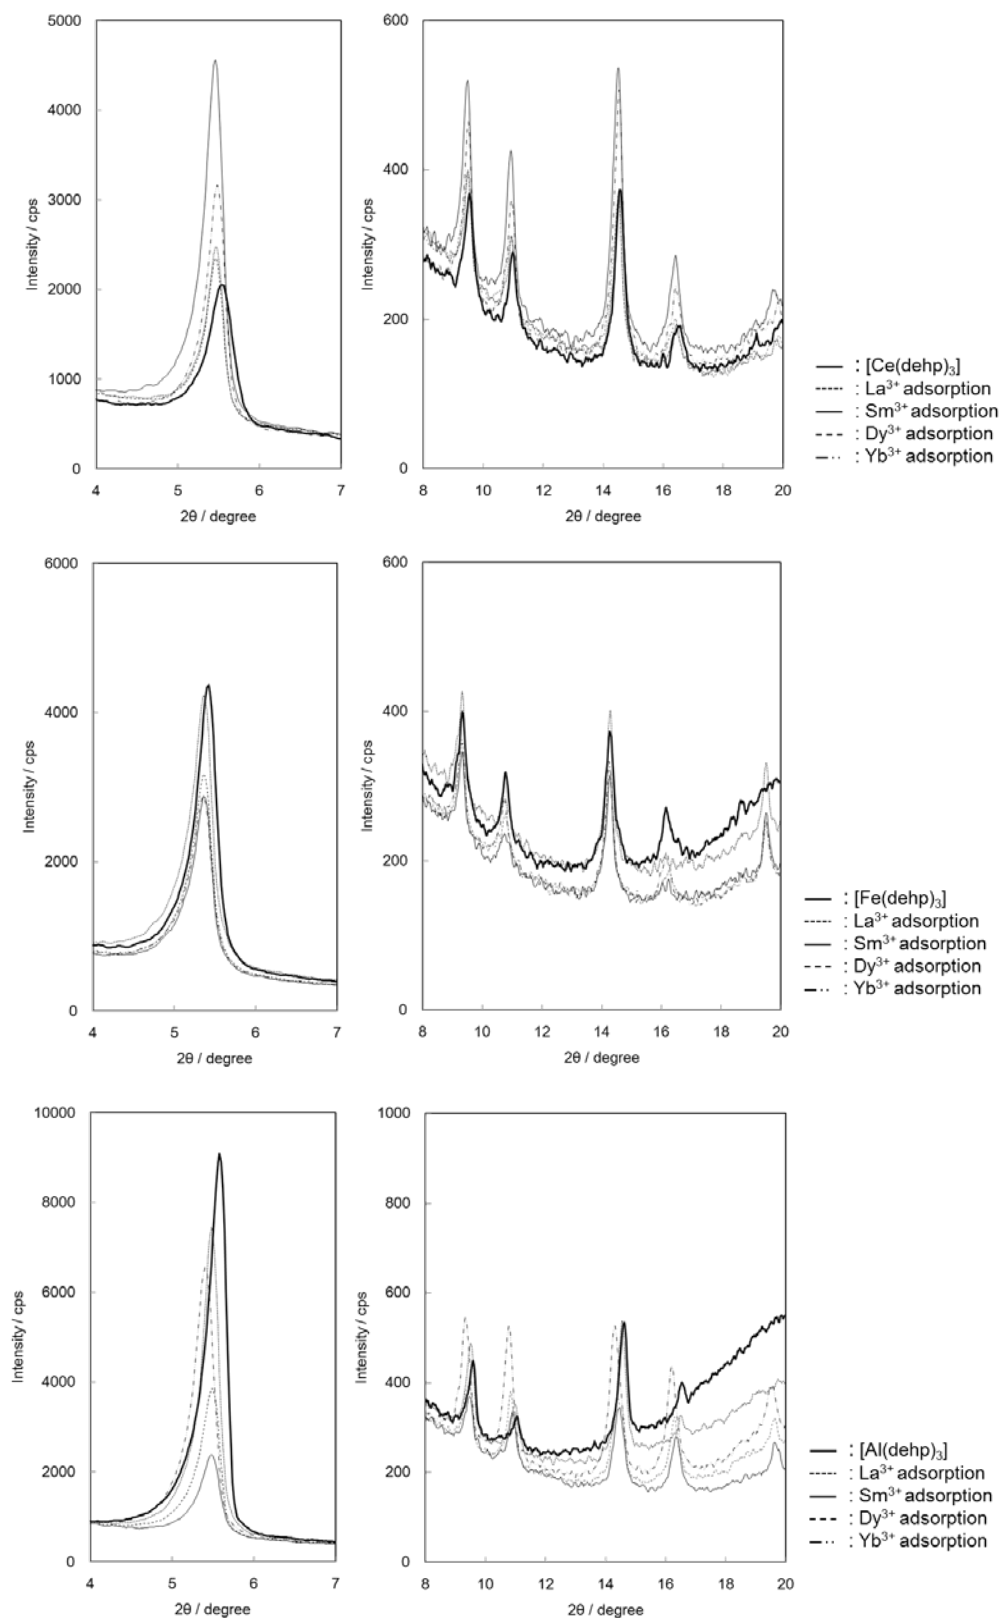 5000
4000
3000
2000
1000
0
Intensity / cps
4 5 6 7
2θ / degree
600
400
200
0
Intensity / cps
8 10 12 14 16 18 20
2θ / degree
: [Ce(dehp)₃]
: La³⁺ adsorption
: Sm³⁺ adsorption
: Dy³⁺ adsorption
: Yb³⁺ adsorption
6000
4000
2000
0
Intensity / cps
4 5 6 7
2θ / degree
600
400
200
0
Intensity / cps
8 10 12 14 16 18 20
2θ / degree
: [Fe(dehp)₃]
: La³⁺ adsorption
: Sm³⁺ adsorption
: Dy³⁺ adsorption
: Yb³⁺ adsorption
10000
8000
6000
4000
2000
0
Intensity / cps
4 5 6 7
2θ / degree
1000
800
600
400
200
0
Intensity / cps
8 10 12 14 16 18 20
2θ / degree
: [Al(dehp)₃]
: La³⁺ adsorption
: Sm³⁺ adsorption
: Dy³⁺ adsorption
: Yb³⁺ adsorption